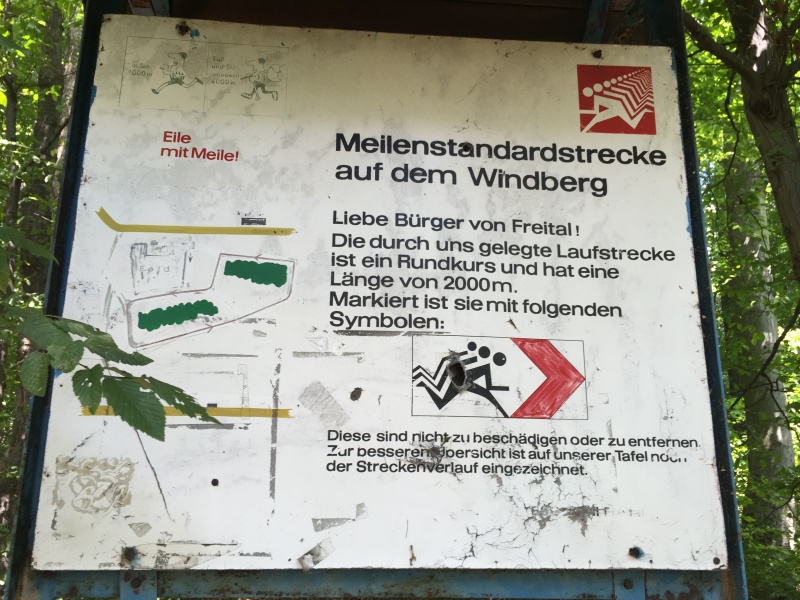 2000m
4000m
Eile
mit Meile!
Meilenstandardstrecke
auf dem Windberg
Liebe Bürger von Freital!
Die durch uns gelegte Laufstrecke
ist ein Rundkurs und hat eine
Länge von 2000m.
Markiert ist sie mit folgenden
Symbolen:
Diese sind nicht zu beschädigen oder zu entfernen.
Zur besseren Übersicht ist auf unserer Tafel noch
der Streckenverlauf eingezeichnet.